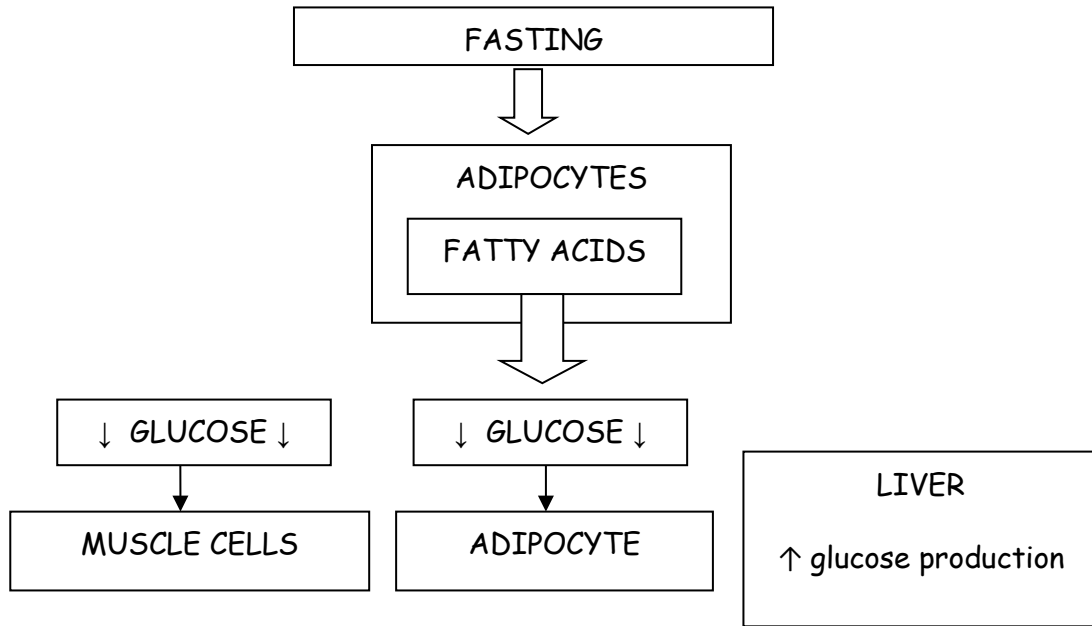 FASTING
ADIPOCYTES
FATTY ACIDS
↓ GLUCOSE ↓
↓ GLUCOSE ↓
MUSCLE CELLS
ADIPOCYTE
LIVER
↑ glucose production